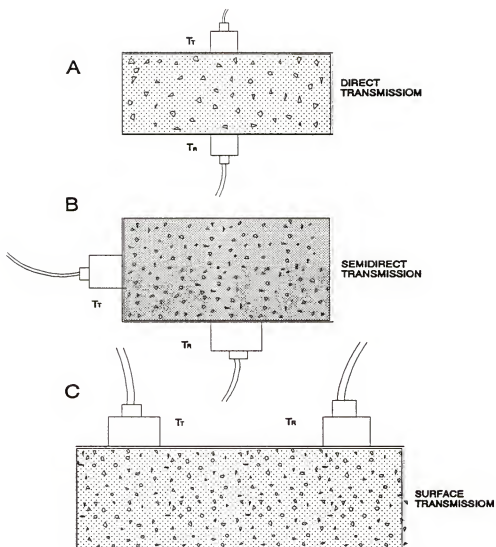 TT
A
DIRECT
TRANSMISSIOM
TR
B
SEMIDIRECT
TRANSMISSION
TT
TR
C
TT
TR
SURFACE
TRANSMISSIOM